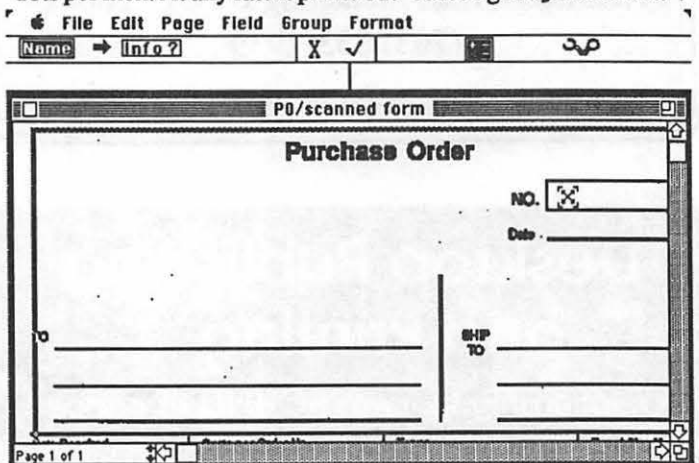 File Edit Page Field Group Format
Name → Info?
X ✓
PO/scanned form
Purchase Order
NO.
Date
SHIP
TO
Page 1 of 1